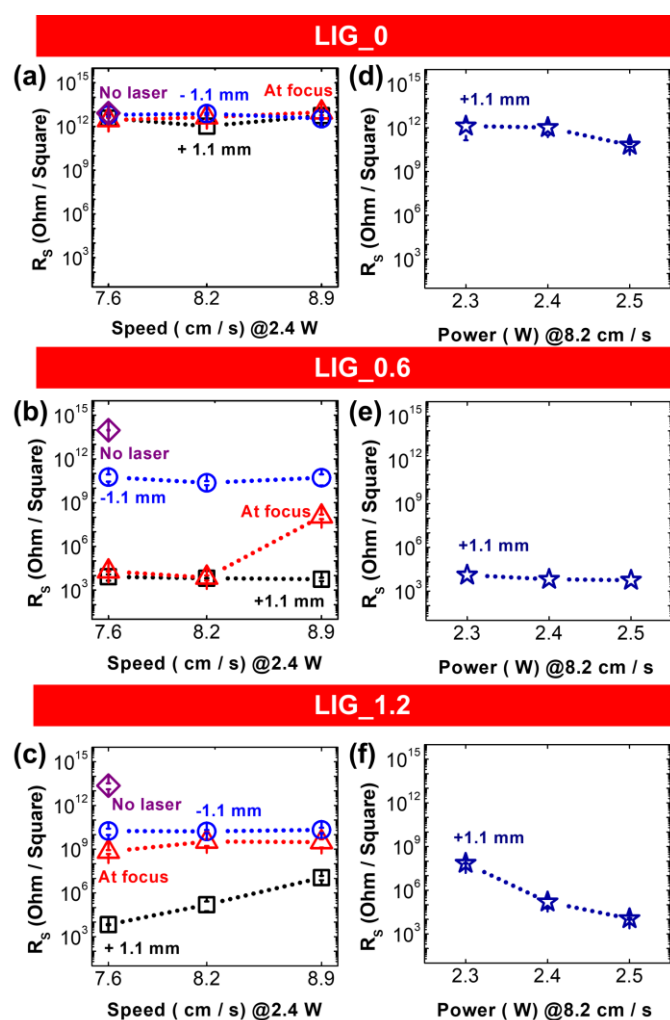 LIG_0
(a)
No laser
- 1.1 mm
At focus
+ 1.1 mm
R_S (Ohm / Square)
10^15
10^12
10^9
10^6
10^3
7.6
8.2
8.9
Speed ( cm / s) @2.4 W
(d)
+1.1 mm
R_S (Ohm / Square)
10^15
10^12
10^9
10^6
10^3
2.3
2.4
2.5
Power ( W) @8.2 cm / s
LIG_0.6
(b)
No laser
-1.1 mm
At focus
+1.1 mm
R_S (Ohm / Square)
10^15
10^12
10^9
10^6
10^3
7.6
8.2
8.9
Speed ( cm / s) @2.4 W
(e)
+1.1 mm
R_S (Ohm / Square)
10^15
10^12
10^9
10^6
10^3
2.3
2.4
2.5
Power ( W) @8.2 cm / s
LIG_1.2
(c)
No laser
-1.1 mm
At focus
+ 1.1 mm
R_S (Ohm / Square)
10^15
10^12
10^9
10^6
10^3
7.6
8.2
8.9
Speed ( cm / s) @2.4 W
(f)
+1.1 mm
R_S (Ohm / Square)
10^15
10^12
10^9
10^6
10^3
2.3
2.4
2.5
Power ( W) @8.2 cm / s